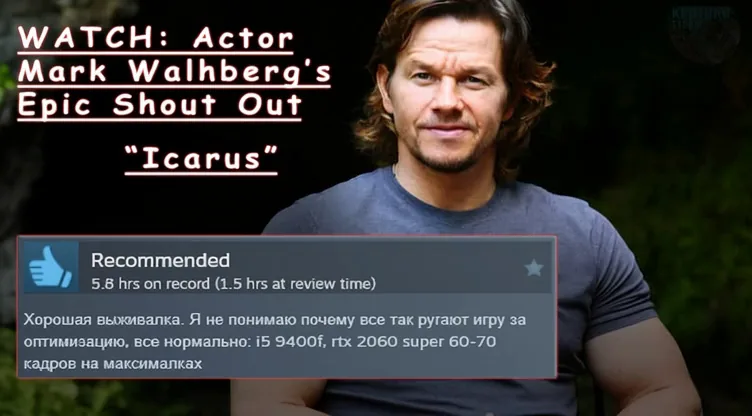 WATCH: Actor
Mark Walhberg's
Epic Shout Out
“Icarus”
Recommended
5.8 hrs on record (1.5 hrs at review time)
Хорошая выживалка. Я не понимаю почему все так ругают игру за
оптимизацию, все нормально: i5 9400f, rtx 2060 super 60-70
кадров на максималках